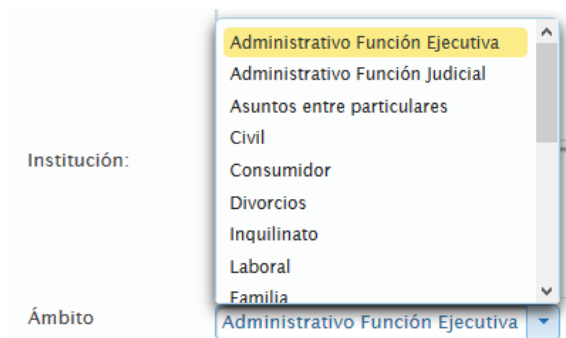 Administrativo Función Ejecutiva
Administrativo Función Judicial
Asuntos entre particulares
Civil
Institución:
Consumidor
Divorcios
Inquilinato
Laboral
Familia
Ámbito
Administrativo Función Ejecutiva